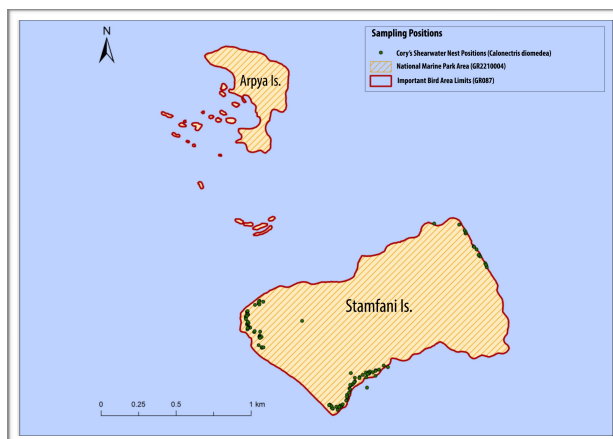 N
Sampling Positions
Cory's Shearwater Nest Positions (Calonectris diomedea)
National Marine Park Area (GR2210004)
Important Bird Area Limits (GR087)
Arpya Is.
Stamfani Is.
0 0.25 0.5 1 km